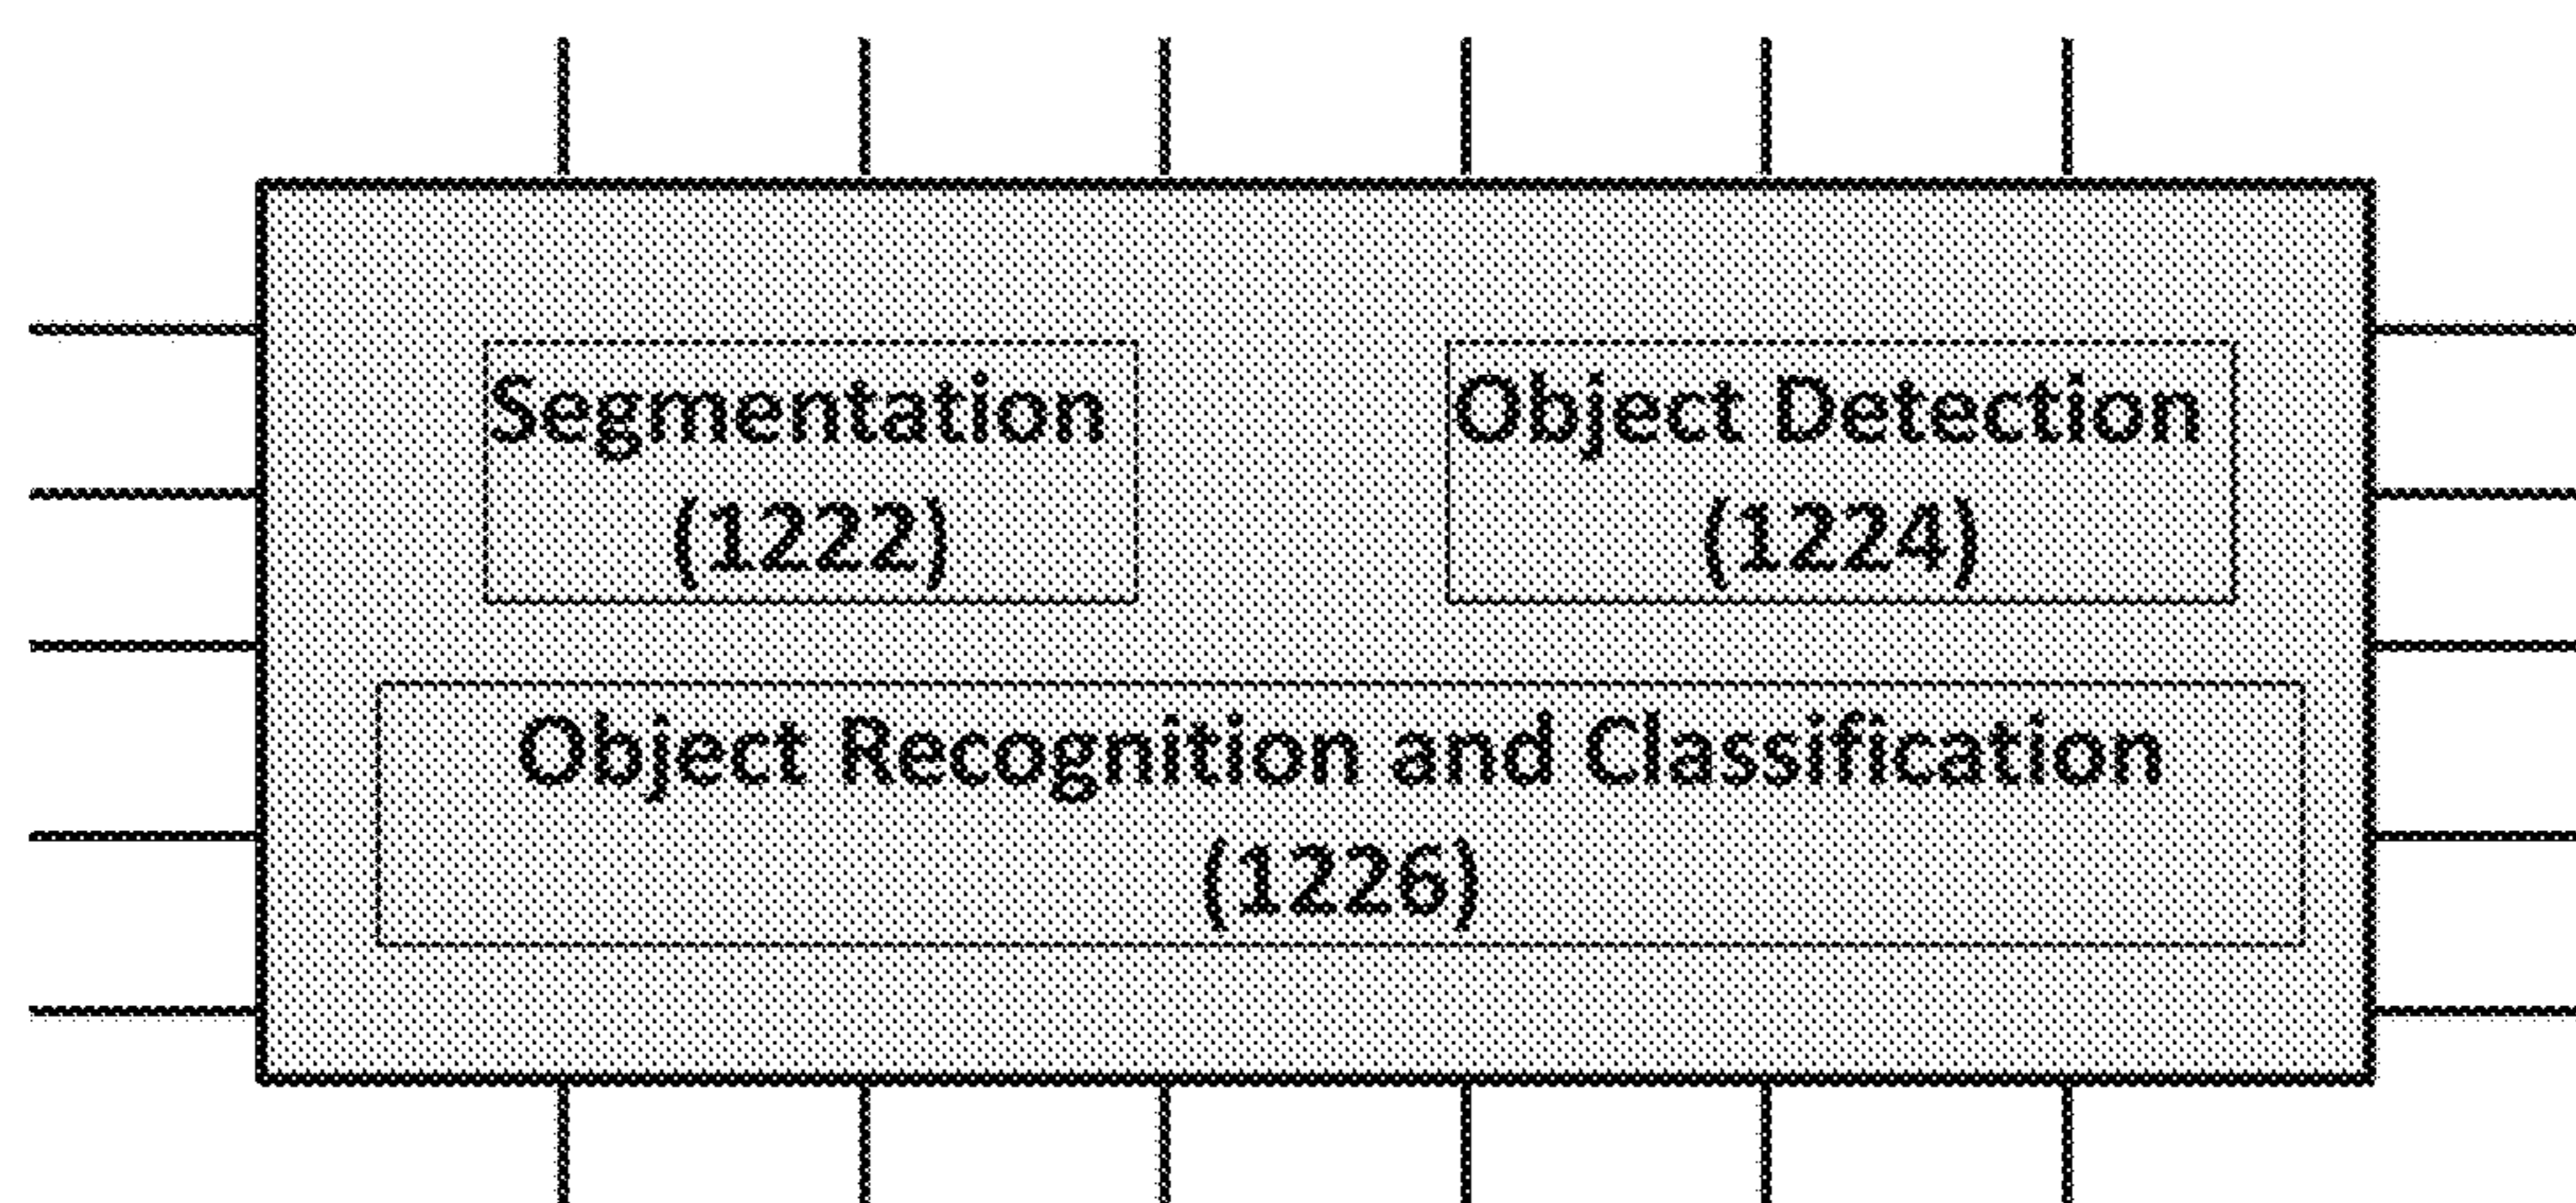 Segmentation
(1222)
Object Detection
(1224)
Object Recognition and Classification
(1226)